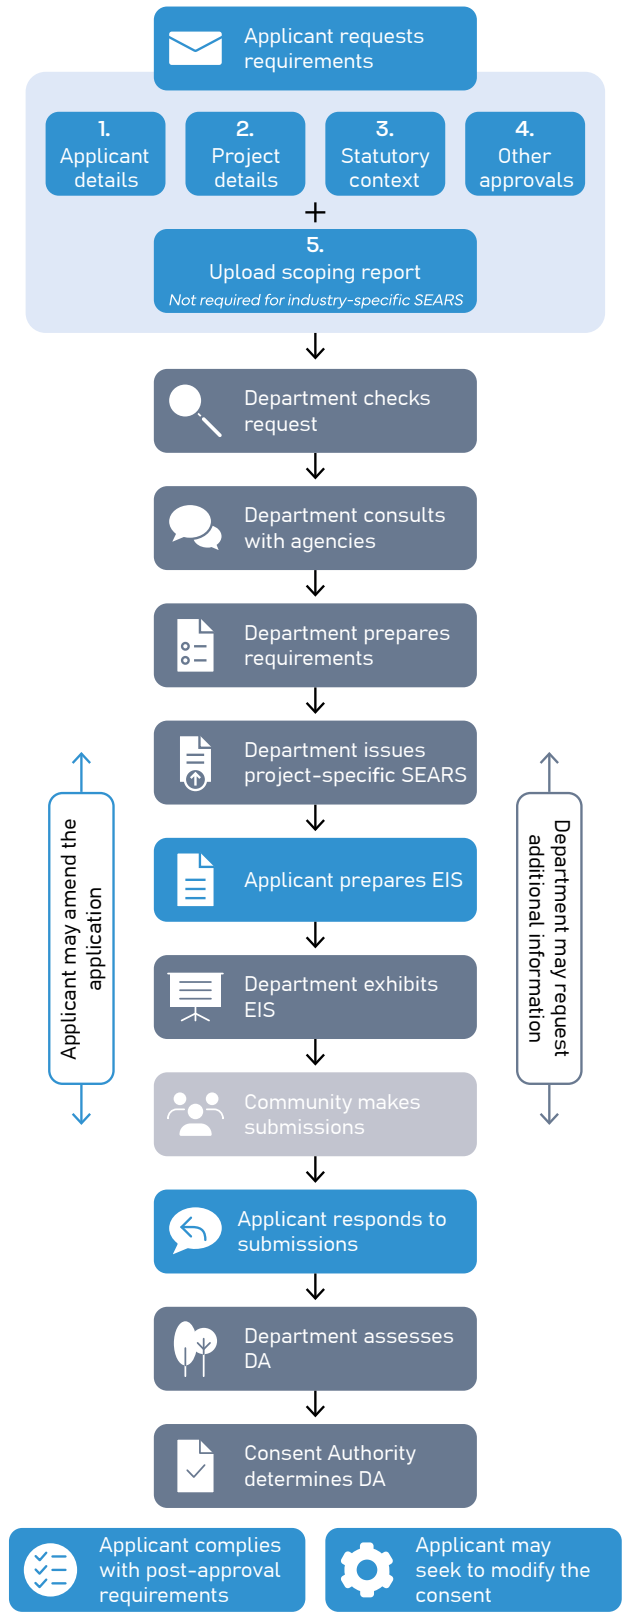 Applicant requests
requirements
1.
Applicant
details
2.
Project
details
3.
Statutory
context
4.
Other
approvals
+
5.
Upload scoping report
Not required for industry-specific SEARS
Department checks
request
Department consults
with agencies
Department prepares
requirements
Department issues
project-specific SEARS
Applicant may amend the
application
Department may request
additional information
Applicant prepares EIS
Department exhibits
EIS
Community makes
submissions
Applicant responds to
submissions
Department assesses
DA
Consent Authority
determines DA
Applicant complies
with post-approval
requirements
Applicant may
seek to modify the
consent